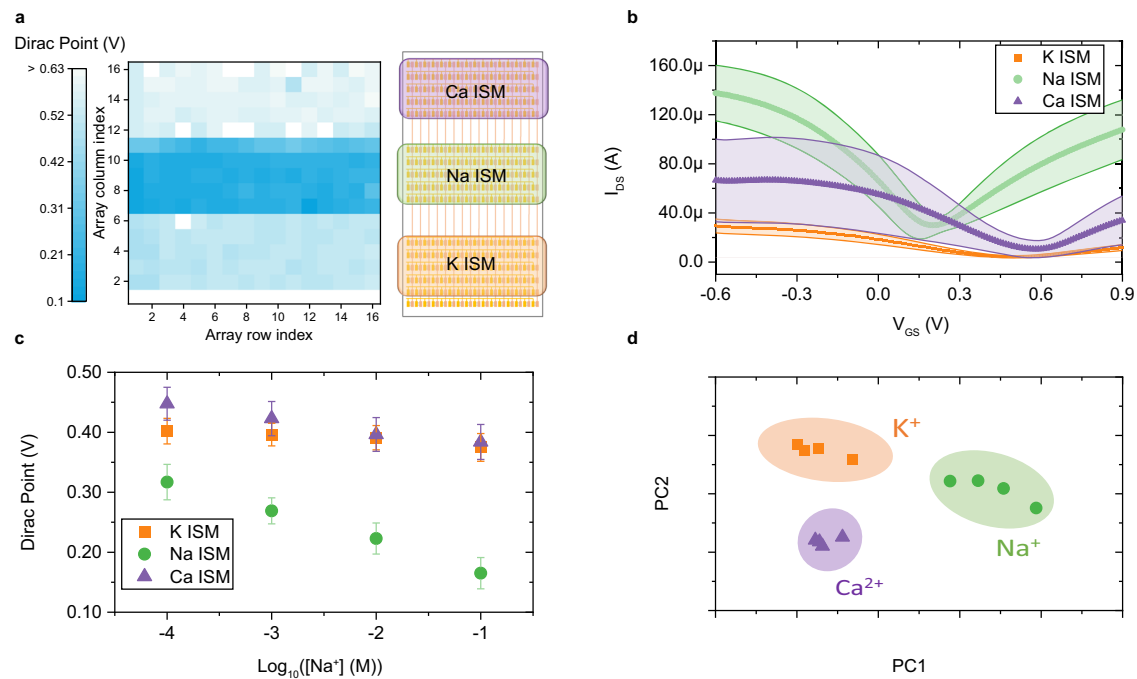 a
Dirac Point (V)
> 0.63
0.52
0.42
0.31
0.21
0.1
Array column index
16
14
12
10
8
6
4
2
2 4 6 8 10 12 14 16
Array row index
Ca ISM
Na ISM
K ISM
b
I_DS (A)
160.0µ
120.0µ
80.0µ
40.0µ
0.0
-0.6 -0.3 0.0 0.3 0.6 0.9
V_GS (V)
K ISM
Na ISM
Ca ISM
c
Dirac Point (V)
0.50
0.40
0.30
0.20
0.10
K ISM
Na ISM
Ca ISM
-4 -3 -2 -1
Log₁₀([Na⁺] (M))
d
PC2
K⁺
Na⁺
Ca²⁺
PC1